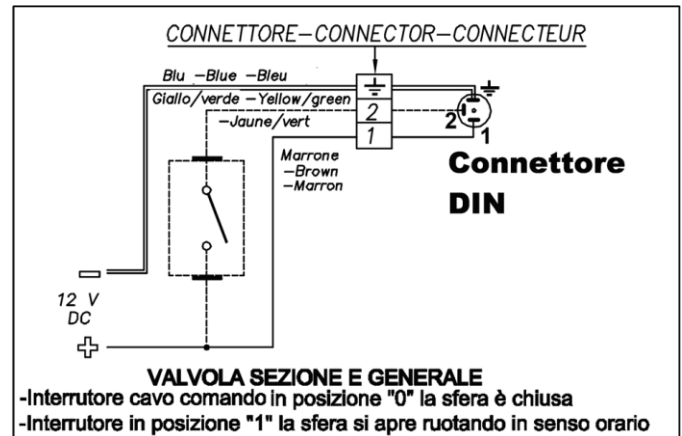 CONNETTORE-CONNECTOR-CONNECTEUR
Blu -Blue -Bleu
Giallo/verde -Yellow/green
-Jaune/vert
2
1
2
1
Marrone
-Brown
-Marron
Connettore
DIN
12 V
DC
VALVOLA SEZIONE E GENERALE
-Interruttore cavo comando in posizione "0" la sfera è chiusa
-Interruttore in posizione "1" la sfera si apre ruotando in senso orario